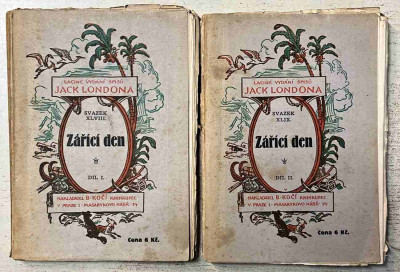 LACINÉ VYDÁNÍ SPISŮ
JACK LONDONA
SVAZEK
XLVIII.
Zářící den
DÍL I.
NAKLADATEL B. KOČÍ KNIHKUPEC
V PRAZE I - MASARYKOVO NÁBŘ. 14
Cena 6 Kč.
LACINÉ VYDÁNÍ SPISŮ
JACK LONDONA
SVAZEK
XLIX.
Zářící den
DÍL II.
NAKLADATEL B. KOČÍ KNIHKUPEC
V PRAZE I - MASARYKOVO NÁBŘ. 14
Cena 6 Kč.